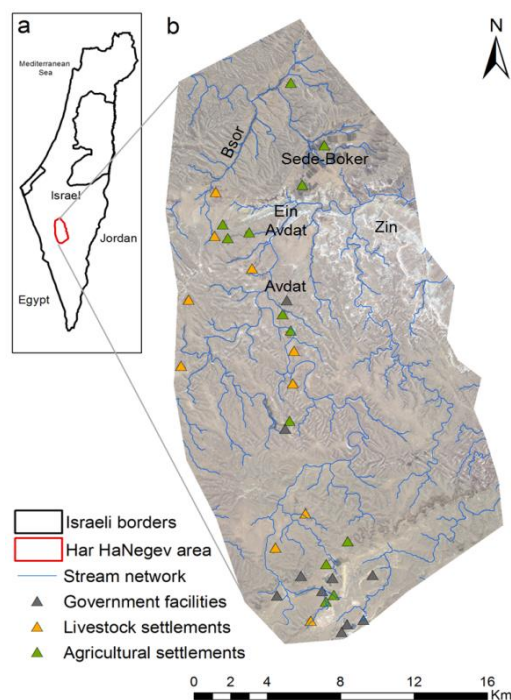 a
b
N
Mediterranean
Sea
Israel
Jordan
Egypt
Bsor
Sede-Boker
Ein
Avdat
Zin
Avdat
Israeli borders
Har HaNegev area
Stream network
Government facilities
Livestock settlements
Agricultural settlements
0 2 4 8 12 16
Km